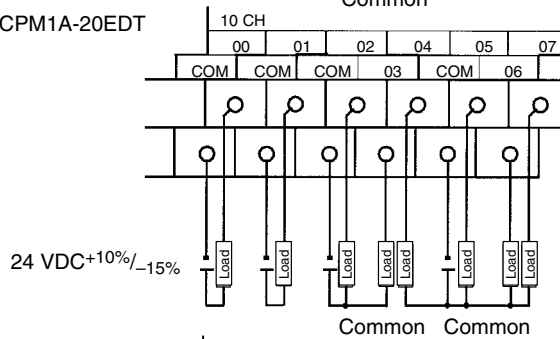 Common
CPM1A-20EDT
10 CH
00 01 02 04 05 07
COM COM COM 03 COM 06
24 VDC+10%/–15%
Load Load Load Load Load Load Load Load
Common Common